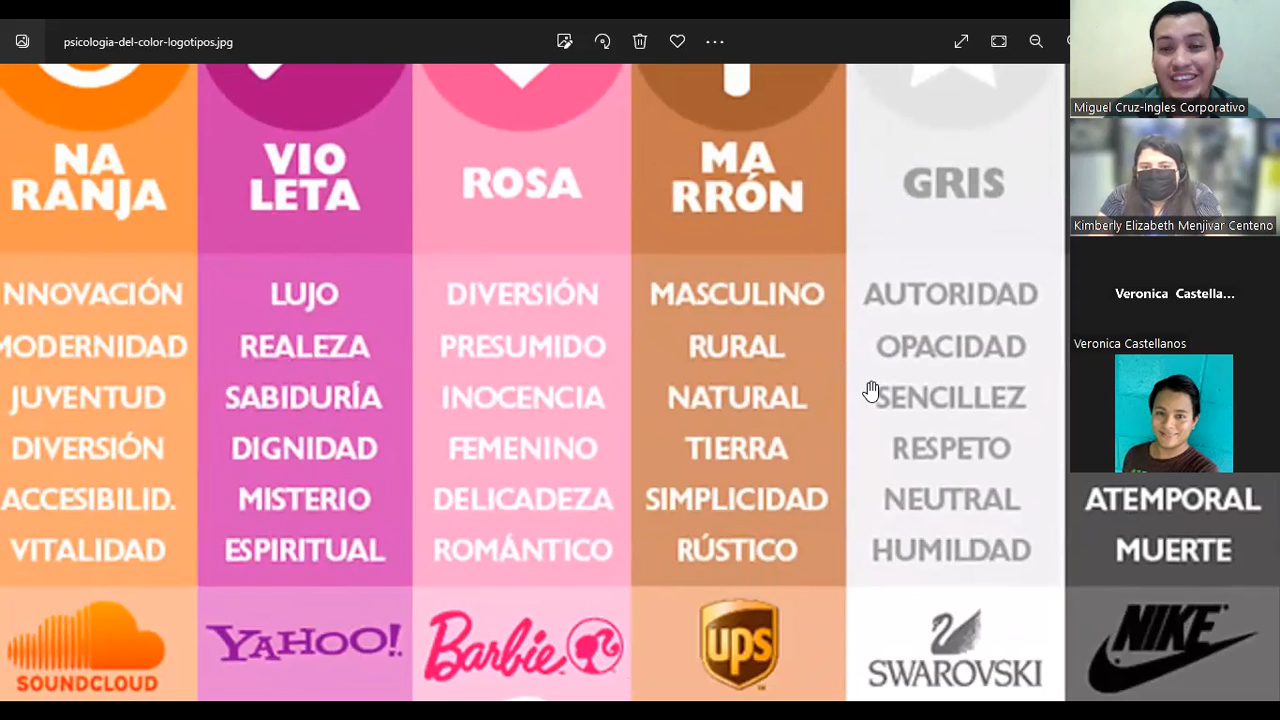 psicologia-del-color-logotipos.jpg
NA
RANJA
NNOVACIÓN
MODERNIDAD
JUVENTUD
DIVERSIÓN
ACCESIBILID.
VITALIDAD
SOUNDCLOUD
VIO
LETA
LUJO
REALEZA
SABIDURÍA
DIGNIDAD
MISTERIO
ESPIRITUAL
YAHOO!
ROSA
DIVERSIÓN
PRESUMIDO
INOCENCIA
FEMENINO
DELICADEZA
ROMÁNTICO
Barbie
MA
RRÓN
MASCULINO
RURAL
NATURAL
TIERRA
SIMPLICIDAD
RÚSTICO
ups
GRIS
AUTORIDAD
OPACIDAD
SENCILLEZ
RESPETO
NEUTRAL
HUMILDAD
SWAROVSKI
ATEMPORAL
MUERTE
NIKE
Miguel Cruz-Ingles Corporativo
Kimberly Elizabeth Menjivar Centeno
Veronica Castella...
Veronica Castellanos